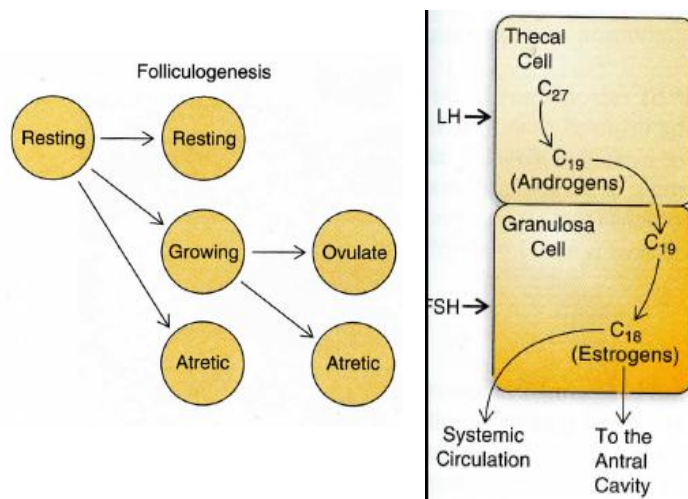 Folliculogenesis
Resting
Resting
Growing
Ovulate
Atretic
Atretic
Thecal
Cell
C₂₇
LH
C₁₉
(Androgens)
Granulosa
Cell
C₁₉
FSH
C₁₈
(Estrogens)
Systemic
Circulation
To the
Antral
Cavity